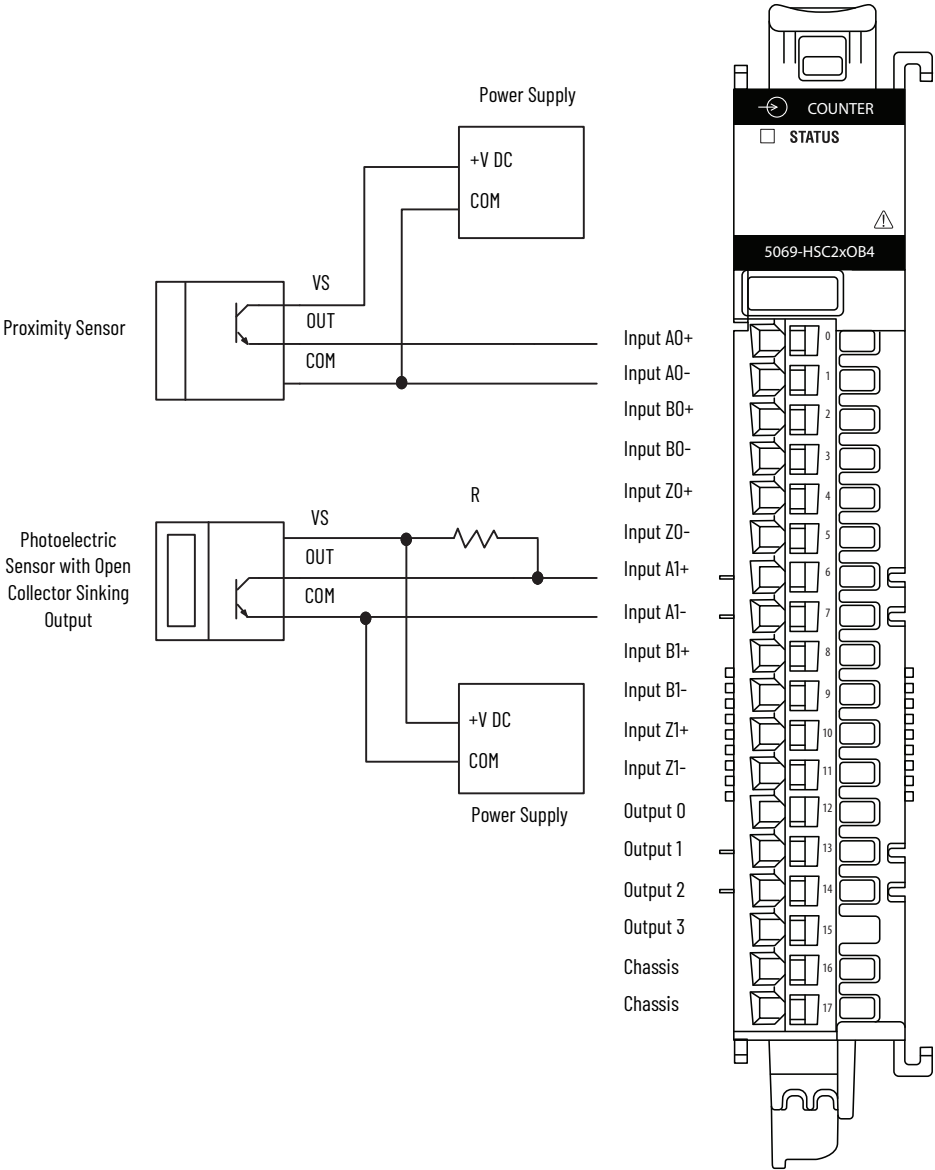 COUNTER
STATUS
5069-HSC2xOB4
Power Supply
+V DC
COM
VS
OUT
COM
Proximity Sensor
R
VS
OUT
COM
Photoelectric
Sensor with Open
Collector Sinking
Output
+V DC
COM
Power Supply
Input A0+ 0
Input A0- 1
Input B0+ 2
Input B0- 3
Input Z0+ 4
Input Z0- 5
Input A1+ 6
Input A1- 7
Input B1+ 8
Input B1- 9
Input Z1+ 10
Input Z1- 11
Output 0 12
Output 1 13
Output 2 14
Output 3 15
Chassis 16
Chassis 17